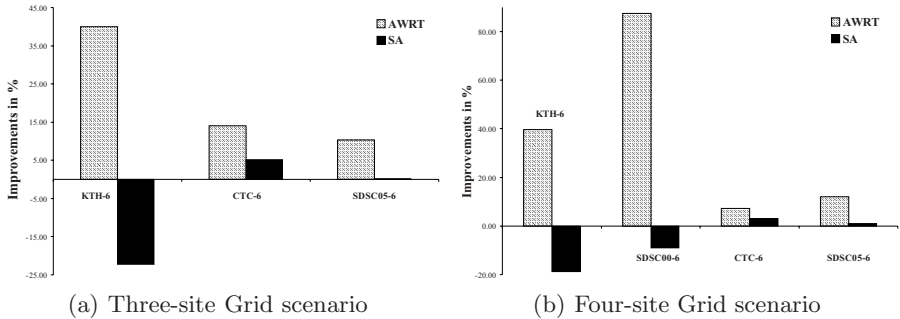 45.00
35.00
25.00
15.00
5.00
-5.00
-15.00
-25.00
Improvements in %
AWRT
SA
KTH-6
CTC-6
SDSC05-6
(a) Three-site Grid scenario
80.00
60.00
40.00
20.00
0.00
-20.00
Improvements in %
AWRT
SA
KTH-6
SDSC00-6
CTC-6
SDSC05-6
(b) Four-site Grid scenario